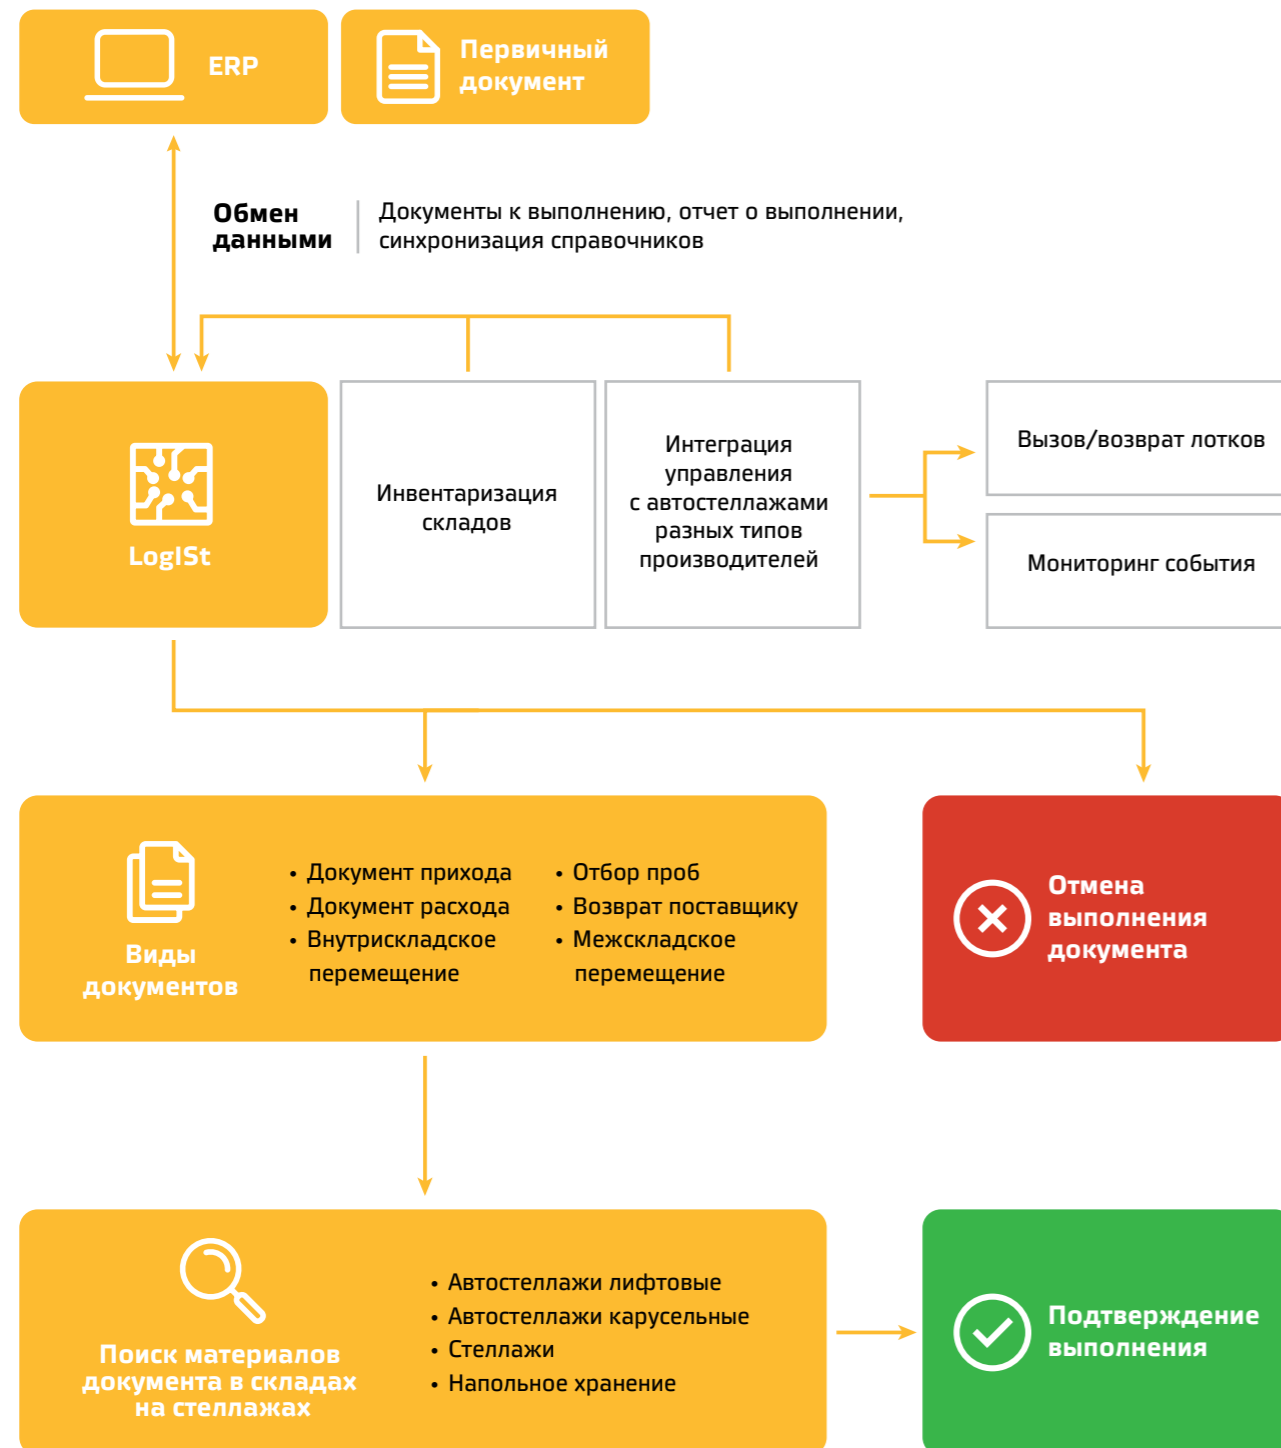 ERP
Первичный
документ
Обмен
данными
Документы к выполнению, отчет о выполнении,
синхронизация справочников
LogISt
Инвентаризация
складов
Интеграция
управления
с автостеллажами
разных типов
производителей
Вызов/возврат лотков
Мониторинг события
Виды
документов
• Документ прихода
• Документ расхода
• Внутрискладское
перемещение
• Отбор проб
• Возврат поставщику
• Межскладское
перемещение
Отмена
выполнения
документа
Поиск материалов
документа в складах
на стеллажах
• Автостеллажи лифтовые
• Автостеллажи карусельные
• Стеллажи
• Напольное хранение
Подтверждение
выполнения